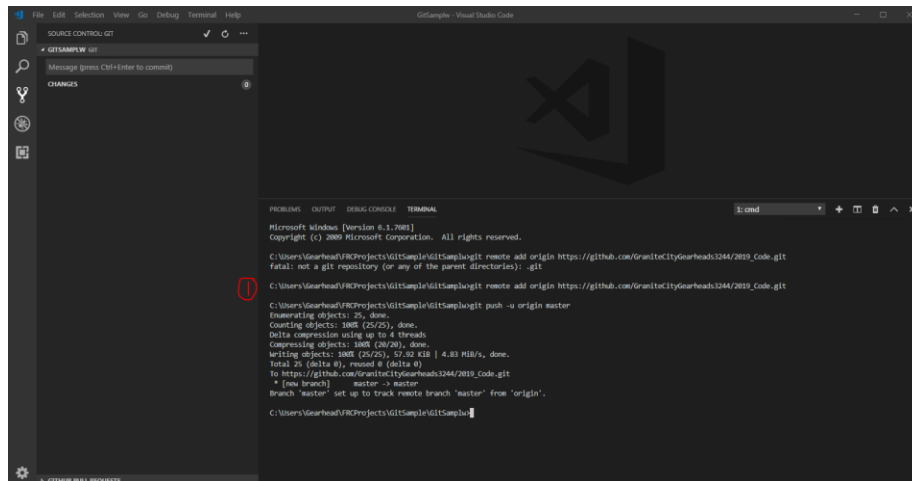 File Edit Selection View Go Debug Terminal Help
GitSamplw - Visual Studio Code
SOURCE CONTROL: GIT
GITSAMPLW GIT
Message (press Ctrl+Enter to commit)
CHANGES 0
PROBLEMS OUTPUT DEBUG CONSOLE TERMINAL
1: cmd
Microsoft Windows [Version 6.1.7601]
Copyright (c) 2009 Microsoft Corporation. All rights reserved.
C:\Users\Gearhead\FRCProjects\GitSample\GitSamplw>git remote add origin https://github.com/GraniteCityGearheads3244/2019_Code.git
fatal: not a git repository (or any of the parent directories): .git
1
C:\Users\Gearhead\FRCProjects\GitSample\GitSamplw>git remote add origin https://github.com/GraniteCityGearheads3244/2019_Code.git
C:\Users\Gearhead\FRCProjects\GitSample\GitSamplw>git push -u origin master
Enumerating objects: 25, done.
Counting objects: 100% (25/25), done.
Delta compression using up to 4 threads
Compressing objects: 100% (20/20), done.
Writing objects: 100% (25/25), 57.92 KiB | 4.83 MiB/s, done.
Total 25 (delta 0), reused 0 (delta 0)
To https://github.com/GraniteCityGearheads3244/2019_Code.git
* [new branch] master -> master
Branch 'master' set up to track remote branch 'master' from 'origin'.
C:\Users\Gearhead\FRCProjects\GitSample\GitSamplw>
GITHUB PULL REQUESTS